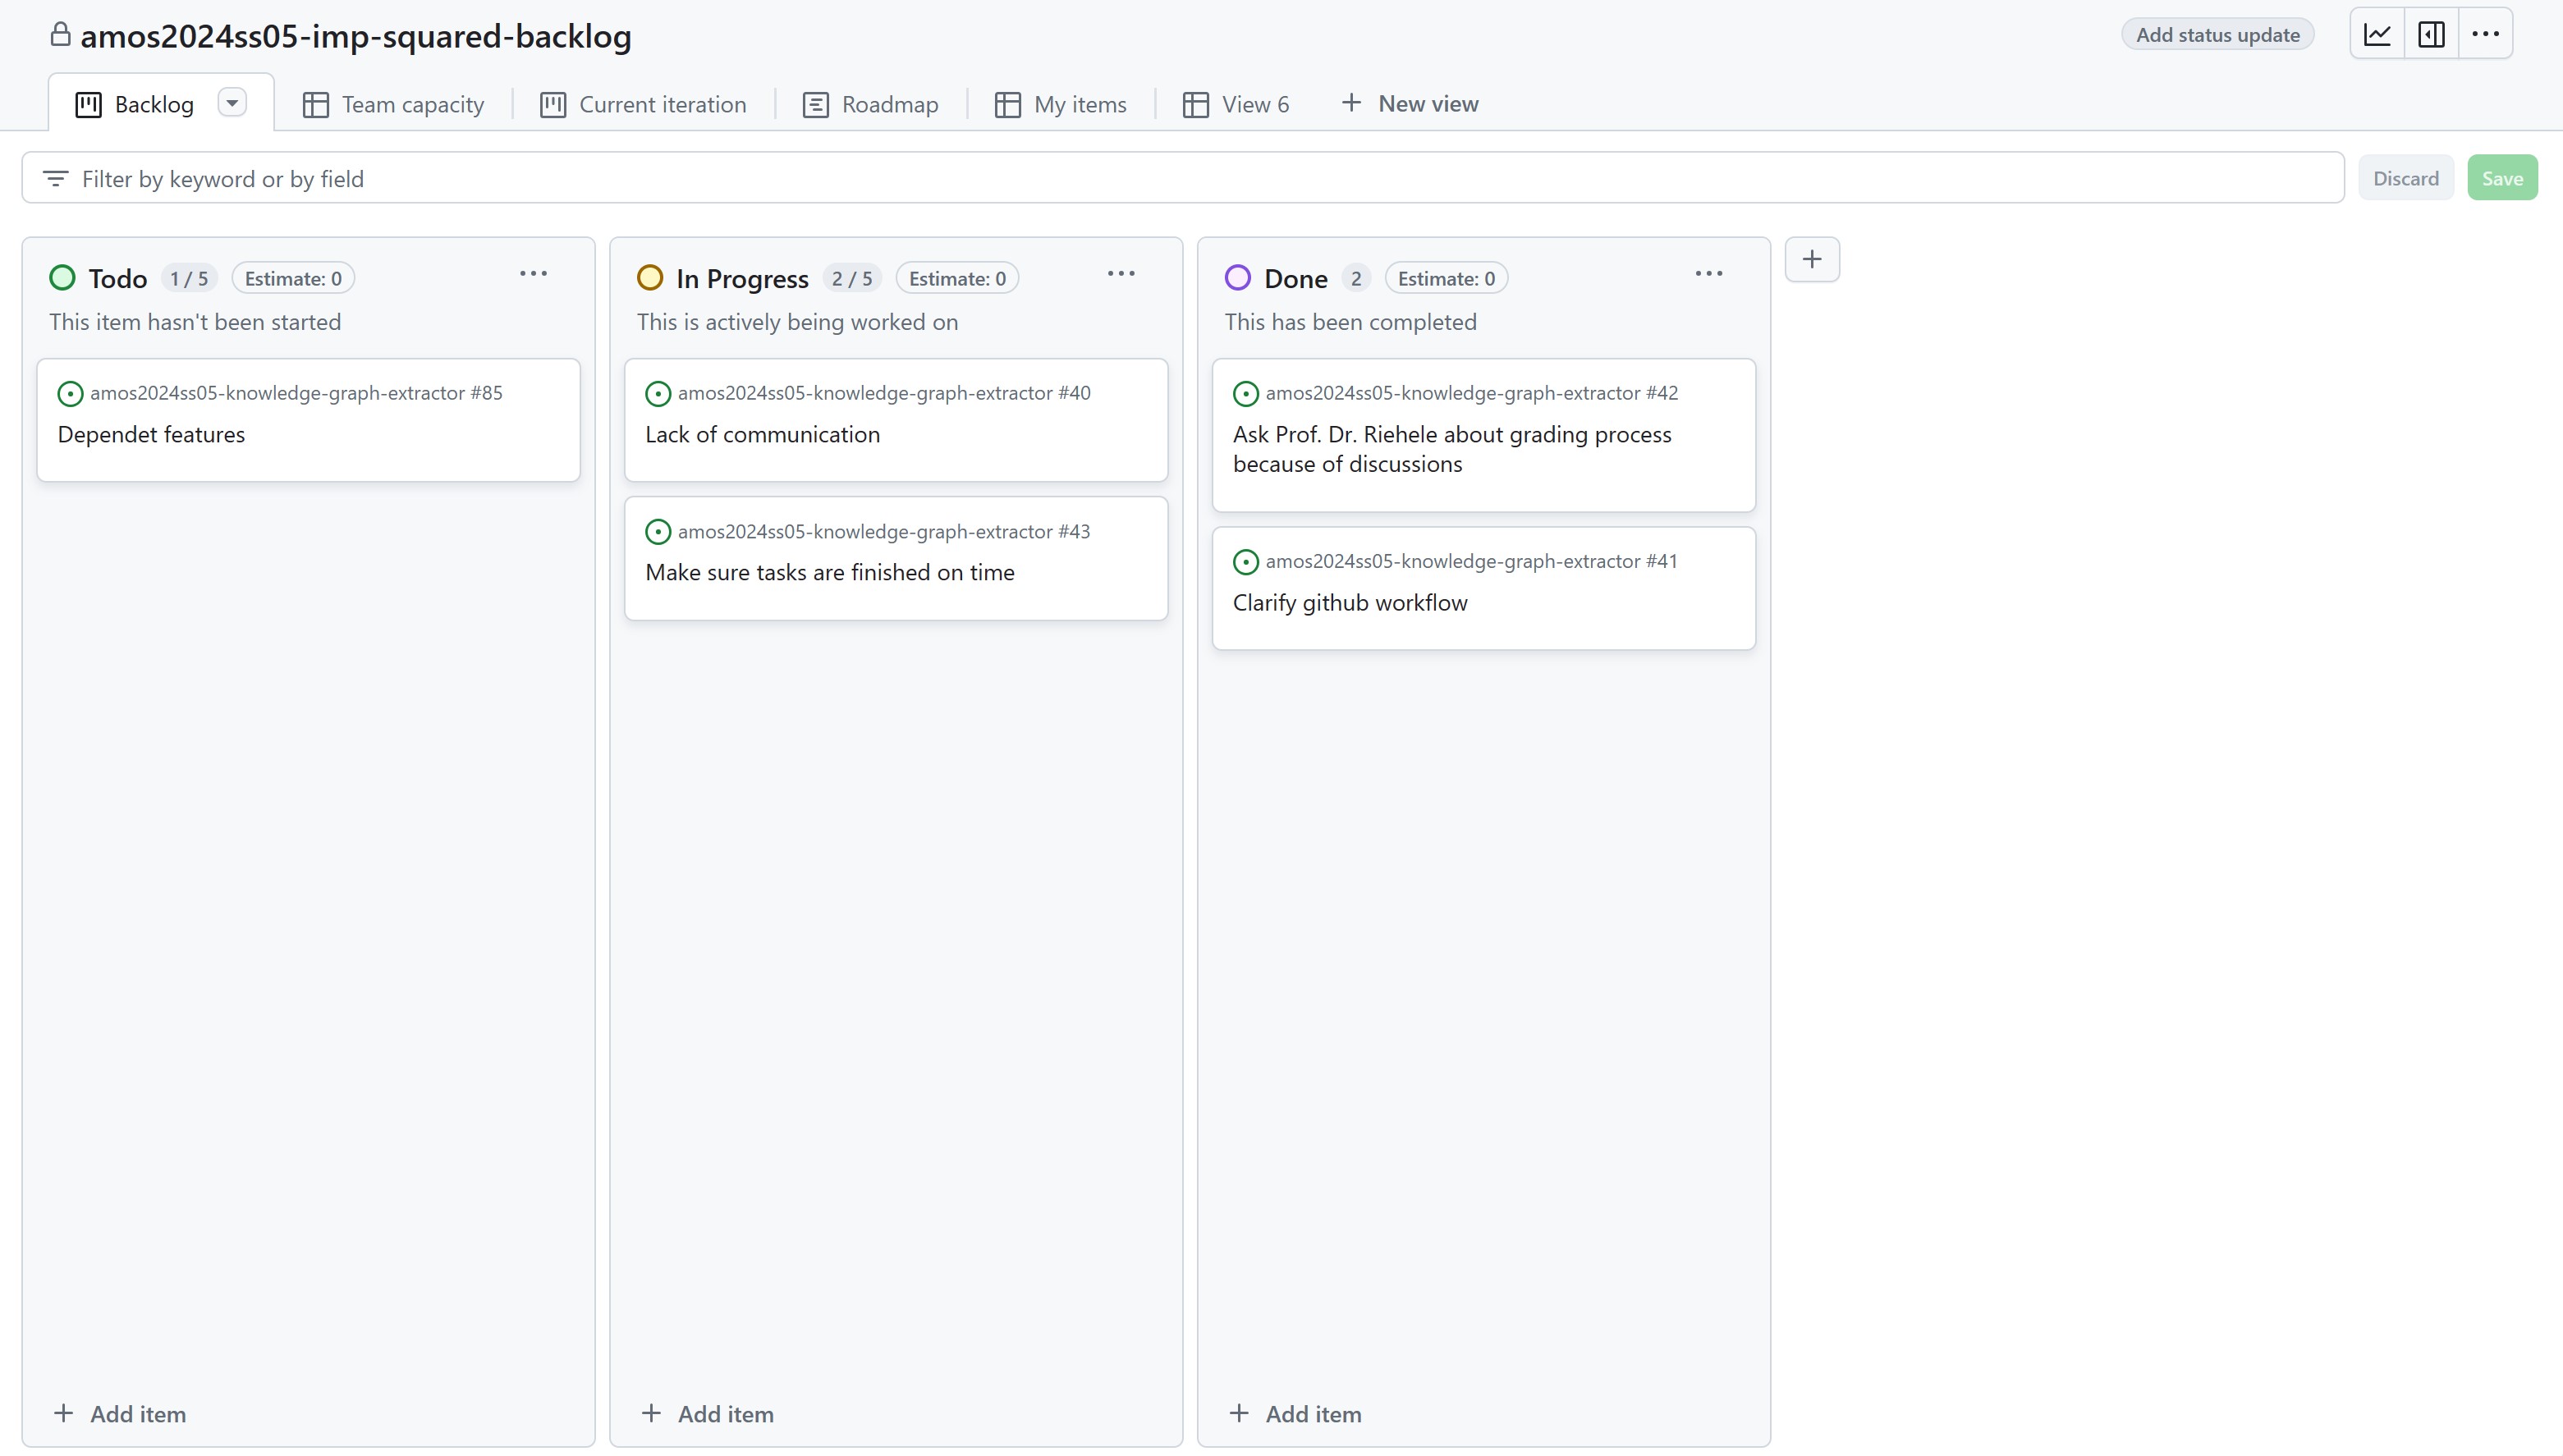 amos2024ss05-imp-squared-backlog
Add status update
Backlog
Team capacity
Current iteration
Roadmap
My items
View 6
New view
Filter by keyword or by field
Discard
Save
Todo 1 / 5 Estimate: 0
This item hasn't been started
amos2024ss05-knowledge-graph-extractor #85
Dependet features
Add item
In Progress 2 / 5 Estimate: 0
This is actively being worked on
amos2024ss05-knowledge-graph-extractor #40
Lack of communication
amos2024ss05-knowledge-graph-extractor #43
Make sure tasks are finished on time
Add item
Done 2 Estimate: 0
This has been completed
amos2024ss05-knowledge-graph-extractor #42
Ask Prof. Dr. Riehele about grading process
because of discussions
amos2024ss05-knowledge-graph-extractor #41
Clarify github workflow
Add item